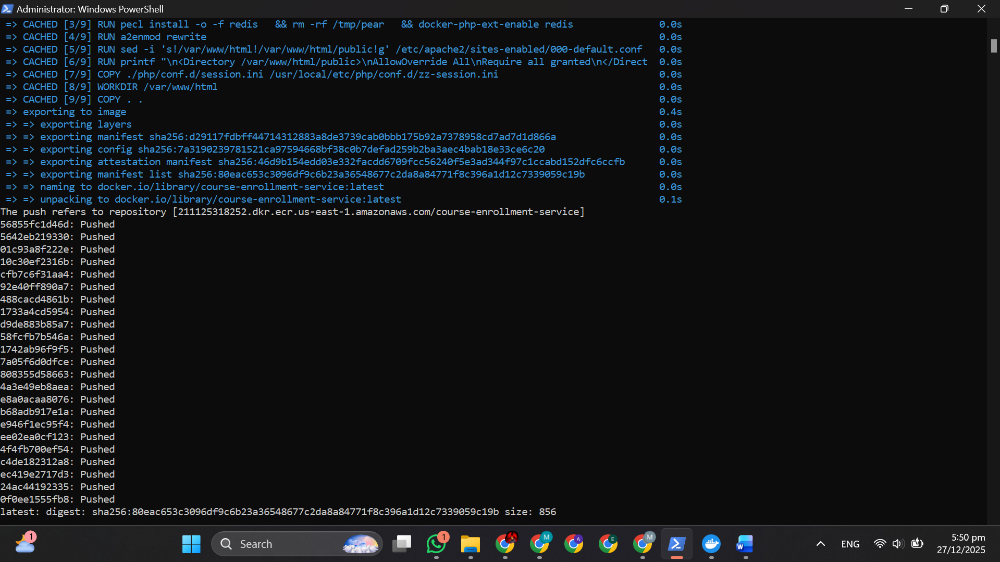 Administrator: Windows PowerShell
=> CACHED [3/9] RUN pecl install -o -f redis   && rm -rf /tmp/pear   && docker-php-ext-enable redis 0.0s
=> CACHED [4/9] RUN a2enmod rewrite 0.0s
=> CACHED [5/9] RUN sed -i 's!/var/www/html!/var/www/html/public!g' /etc/apache2/sites-enabled/000-default.conf 0.0s
=> CACHED [6/9] RUN printf "\n<Directory /var/www/html/public>\nAllowOverride All\nRequire all granted\n</Direct 0.0s
=> CACHED [7/9] COPY ./php/conf.d/session.ini /usr/local/etc/php/conf.d/zz-session.ini 0.0s
=> CACHED [8/9] WORKDIR /var/www/html 0.0s
=> CACHED [9/9] COPY . . 0.0s
=> exporting to image 0.4s
=> => exporting layers 0.0s
=> => exporting manifest sha256:d29117fdbff44714312883a8de3739cab0bbb175b92a7378958cd7ad7d1d866a 0.0s
=> => exporting config sha256:7a3190239781521ca97594668bf38c0b7defad259b2ba3aec4bab18e33ce6c20 0.0s
=> => exporting attestation manifest sha256:46d9b154edd03e332facdd6709fcc56240f5e3ad344f97c1ccabd152dfc6ccfb 0.0s
=> => exporting manifest list sha256:80eac653c3096df9c6b23a36548677c2da8a84771f8c396a1d12c7339059c19b 0.0s
=> => naming to docker.io/library/course-enrollment-service:latest 0.0s
=> => unpacking to docker.io/library/course-enrollment-service:latest 0.1s
The push refers to repository [211125318252.dkr.ecr.us-east-1.amazonaws.com/course-enrollment-service]
56855fc1d46d: Pushed
5642eb219330: Pushed
01c93a8f222e: Pushed
10c30ef2316b: Pushed
cfb7c6f31aa4: Pushed
92e40ff890a7: Pushed
488cacd4861b: Pushed
1733a4cd5954: Pushed
d9de883b85a7: Pushed
58fcfb7b546a: Pushed
1742ab96f9f5: Pushed
7a05f6d0dfce: Pushed
808355d58663: Pushed
4a3e49eb8aea: Pushed
e8a0acaa8076: Pushed
b68adb917e1a: Pushed
e946f1ec95f4: Pushed
ee02ea0cf123: Pushed
4f4fb700ef54: Pushed
c4de182312a8: Pushed
ec419e2717d3: Pushed
24ac44192335: Pushed
0f0ee1555fb8: Pushed
latest: digest: sha256:80eac653c3096df9c6b23a36548677c2da8a84771f8c396a1d12c7339059c19b size: 856
1
Search
1
M
A
E
M
W
ENG
5:50 pm
27/12/2025